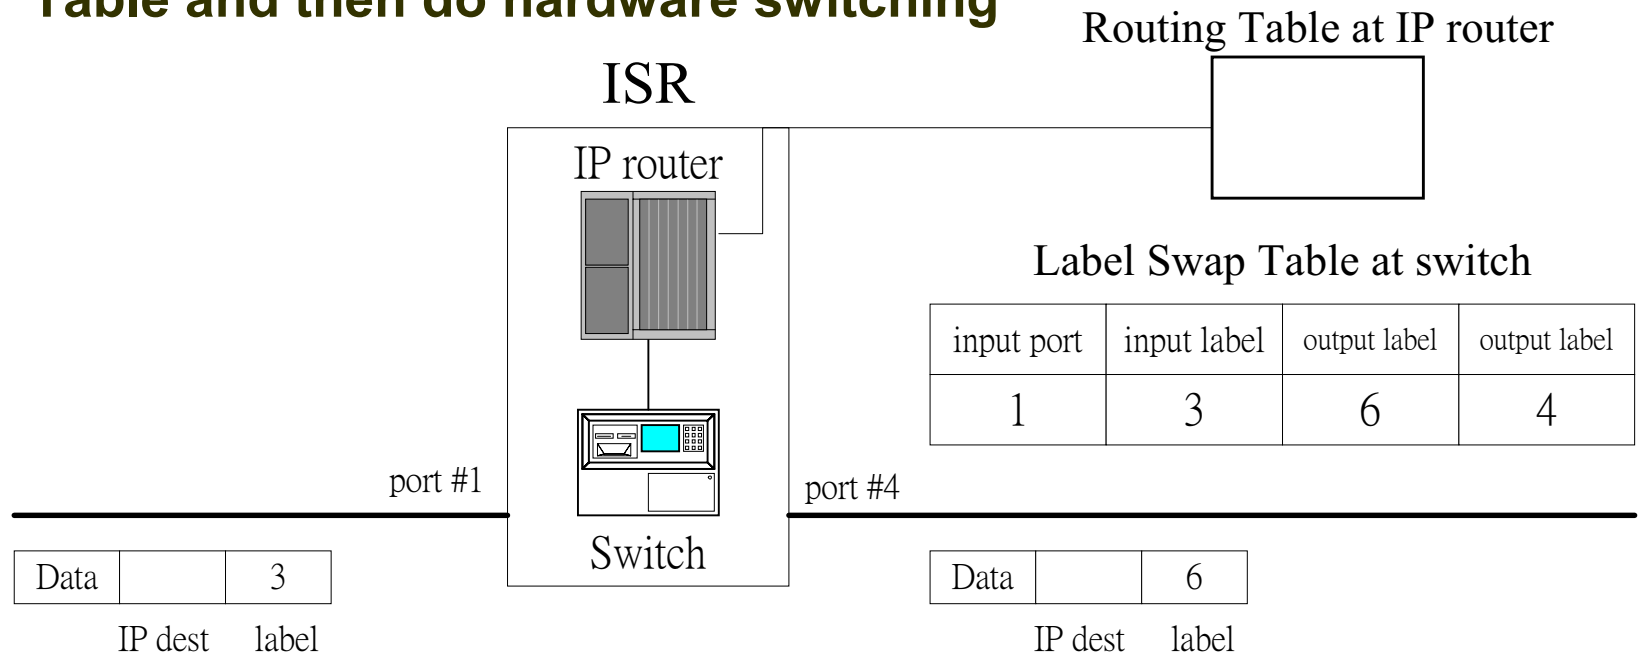 Table and then do hardware switching
Routing Table at IP router
ISR
IP router
Label Swap Table at switch
input port input label output label output label
1 3 6 4
port #1
port #4
Switch
Data 3
IP dest label
Data 6
IP dest label